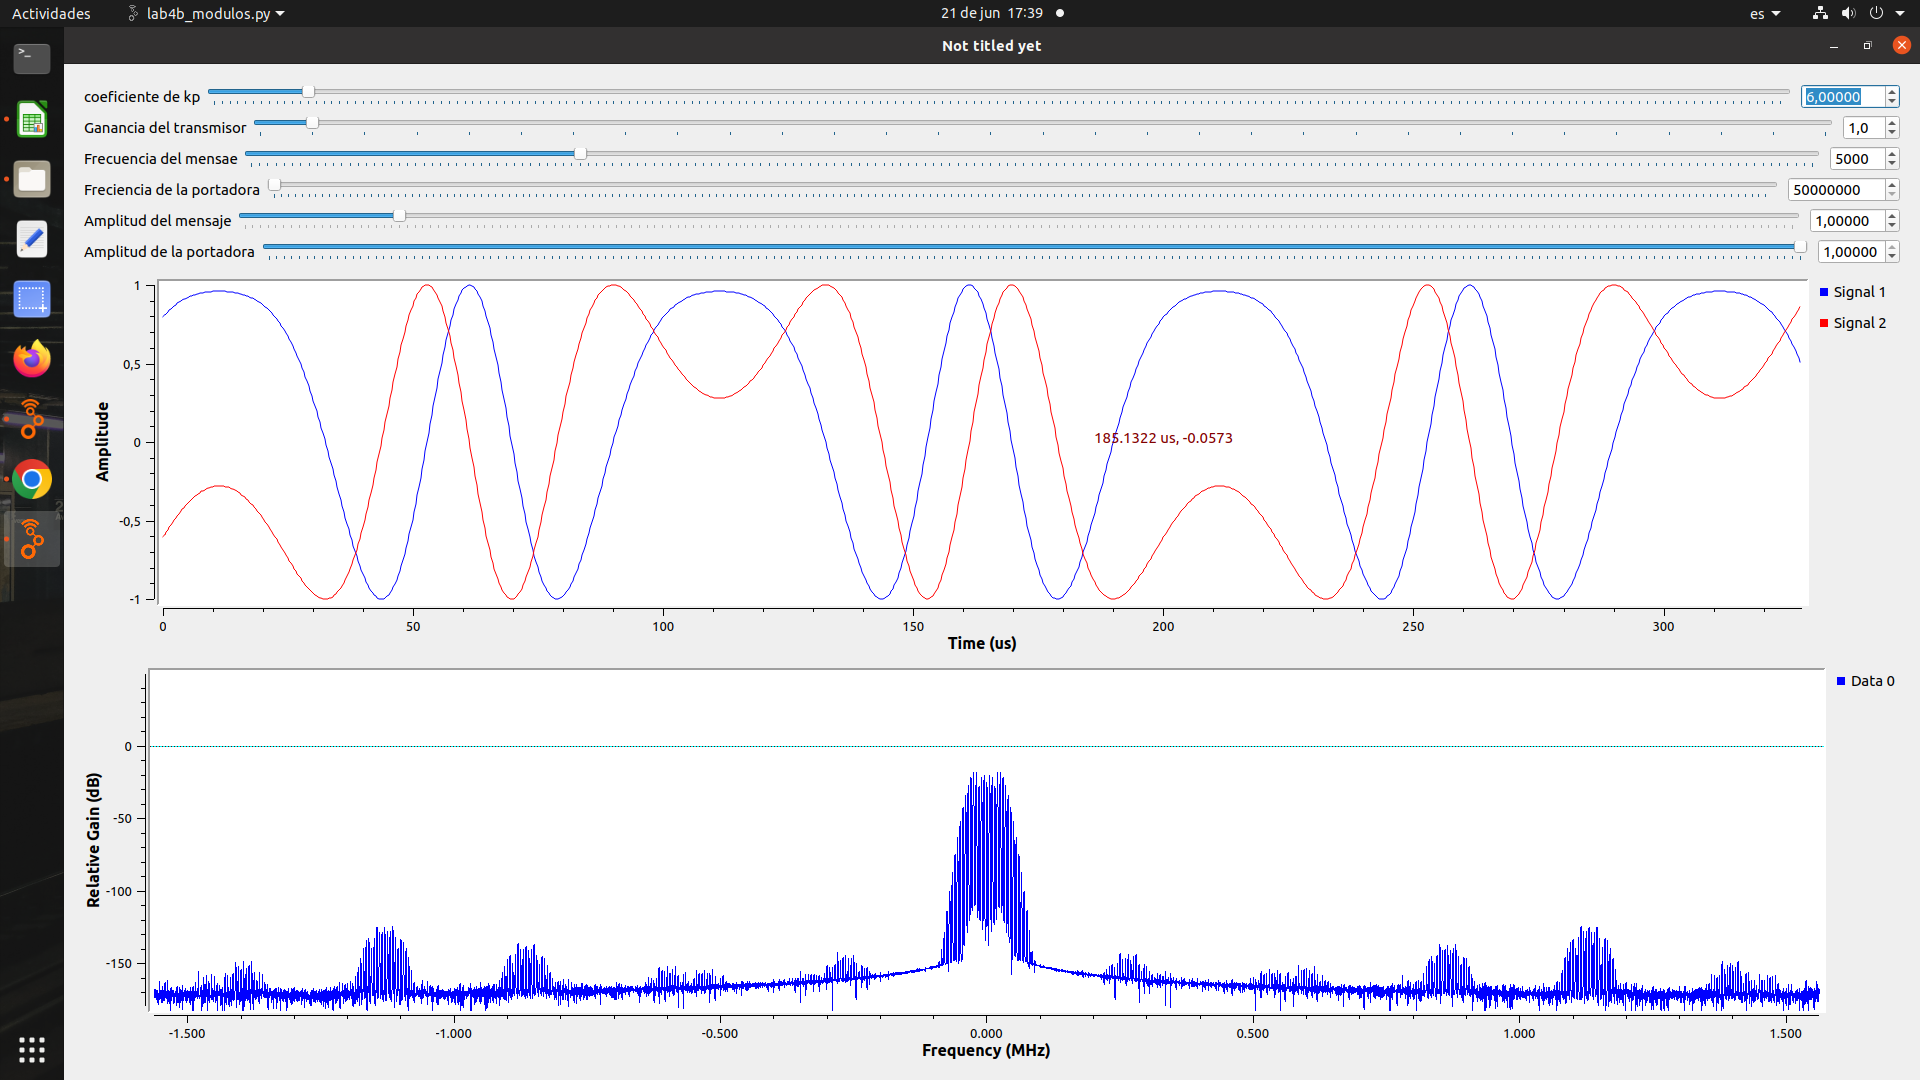 Actividades lab4b_modulos.py 21 de jun 17:39 es
Not titled yet
coeficiente de kp 6,00000
Ganancia del transmisor 1,0
Frecuencia del mensae 5000
Freciencia de la portadora 50000000
Amplitud del mensaje 1,00000
Amplitud de la portadora 1,00000
1
0,5
0
-0,5
-1
Amplitude
185.1322 us, -0.0573
Signal 1
Signal 2
0 50 100 150 200 250 300
Time (us)
0
-50
-100
-150
Relative Gain (dB)
Data 0
-1.500 -1.000 -0.500 0.000 0.500 1.000 1.500
Frequency (MHz)